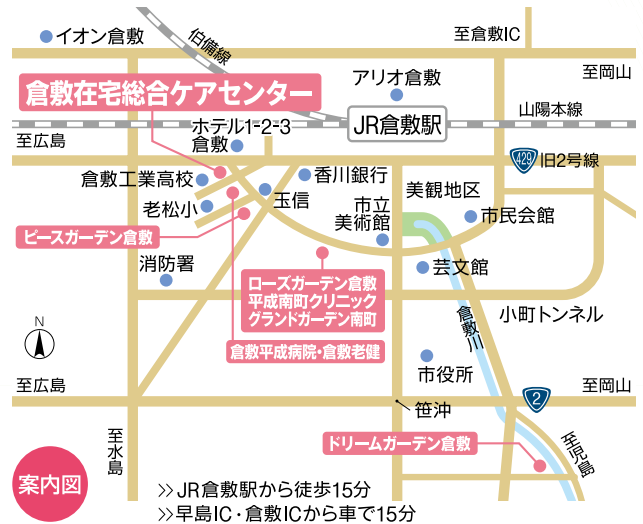 イオン倉敷
伯備線
至倉敷IC
至岡山
アリオ倉敷
倉敷在宅総合ケアセンター
JR倉敷駅
山陽本線
至広島
ホテル1-2-3
倉敷
429
旧2号線
倉敷工業高校
香川銀行
美観地区
老松小
玉信
市立
美術館
市民会館
ピースガーデン倉敷
消防署
芸文館
ローズガーデン倉敷
平成南町クリニック
グランドガーデン南町
倉敷川
小町トンネル
N
倉敷平成病院・倉敷老健
市役所
至広島
2
至岡山
笹沖
至水島
ドリームガーデン倉敷
至児島
案内図
≫JR倉敷駅から徒歩15分
≫早島IC・倉敷ICから車で15分